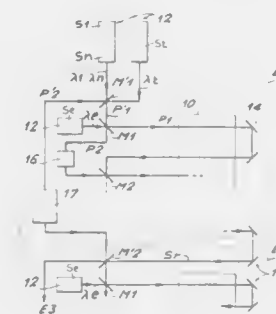 S1 12
St
Sn
λ1 λn M'1 λt
P'2 P'1
Se 10 14
12 λe P1
M1
16 P2
M2
17
M'2
Sr
Se
12 λe M1
E3